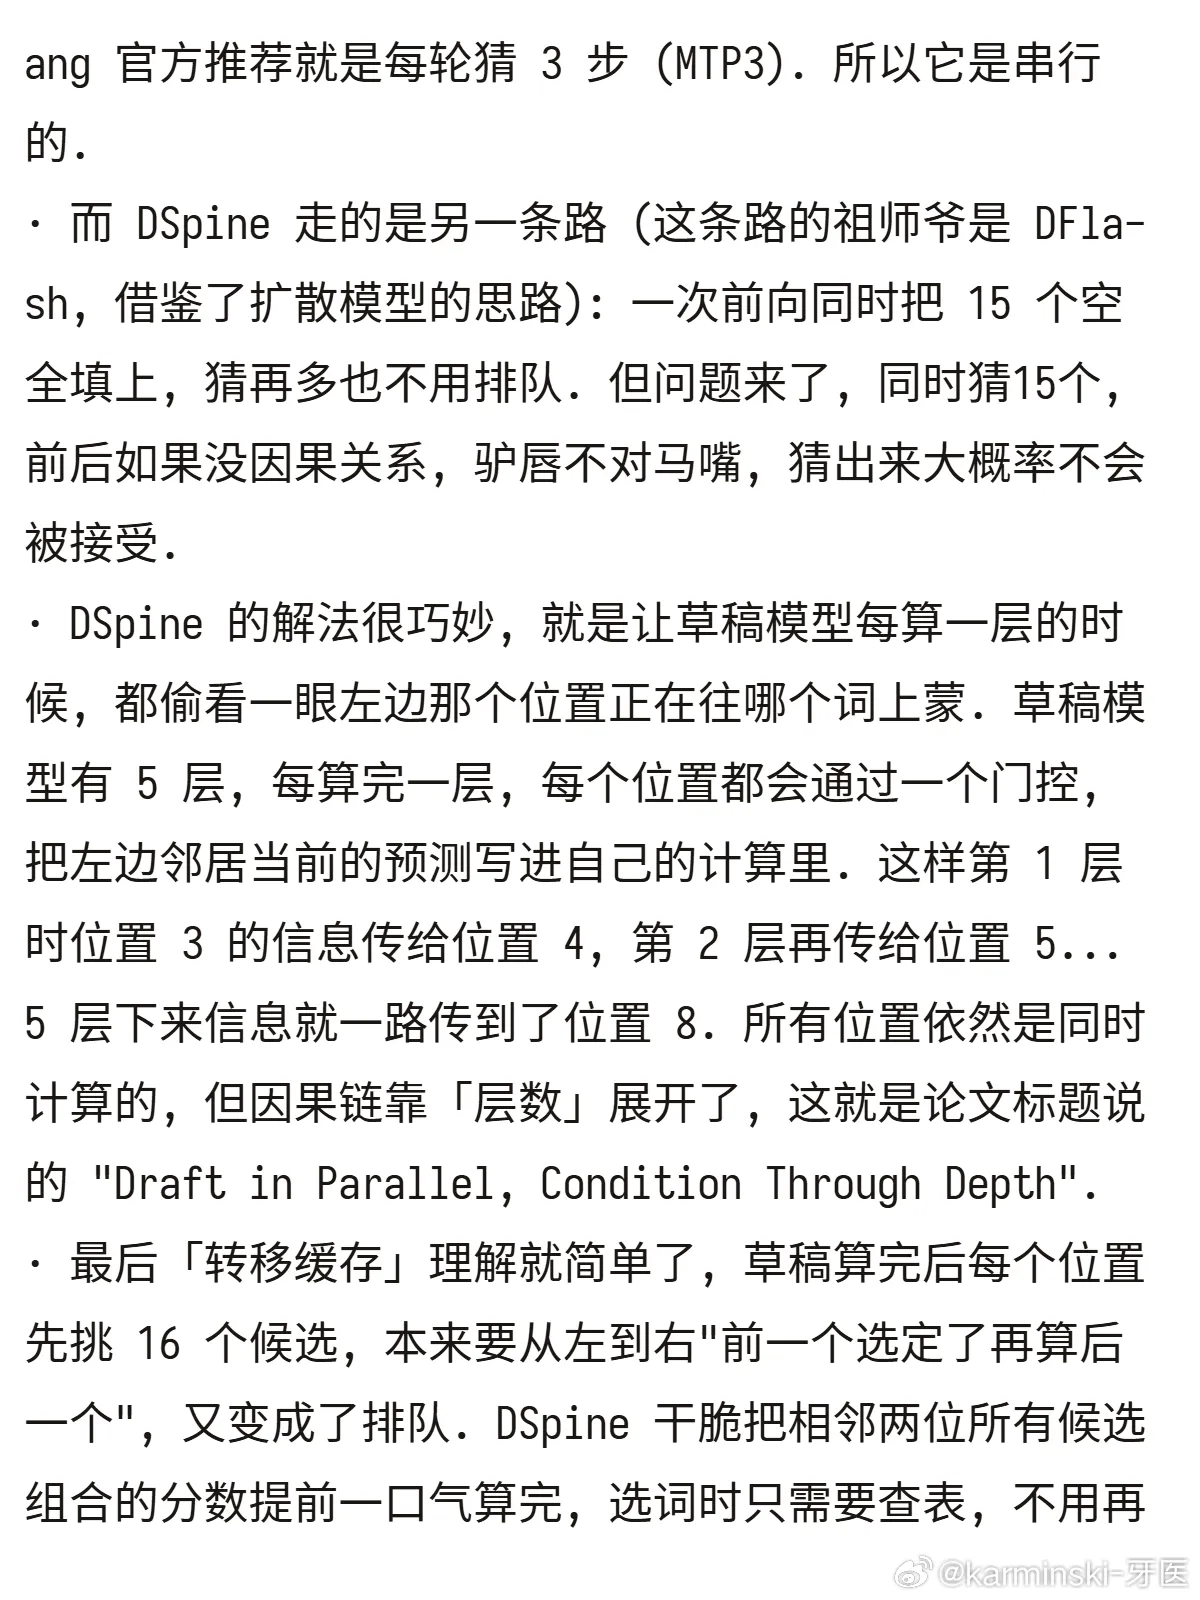 ang 官方推荐就是每轮猜 3 步 (MTP3). 所以它是串行
的.
· 而 DSpine 走的是另一条路 (这条路的祖师爷是 DFla-
sh, 借鉴了扩散模型的思路): 一次前向同时把 15 个空
全填上, 猜再多也不用排队. 但问题来了, 同时猜15个,
前后如果没因果关系, 驴唇不对马嘴, 猜出来大概率不会
被接受.
· DSpine 的解法很巧妙, 就是让草稿模型每算一层的时
候, 都偷看一眼左边那个位置正在往哪个词上蒙. 草稿模
型有 5 层, 每算完一层, 每个位置都会通过一个门控,
把左边邻居当前的预测写进自己的计算里. 这样第 1 层
时位置 3 的信息传给位置 4, 第 2 层再传给位置 5...
5 层下来信息就一路传到了位置 8. 所有位置依然是同时
计算的, 但因果链靠「层数」展开了, 这就是论文标题说
的 "Draft in Parallel, Condition Through Depth".
· 最后「转移缓存」理解就简单了, 草稿算完后每个位置
先挑 16 个候选, 本来要从左到右"前一个选定了再算后
一个", 又变成了排队. DSpine 干脆把相邻两位所有候选
组合的分数提前一口气算完, 选词时只需要查表, 不用再
@karminski-牙医